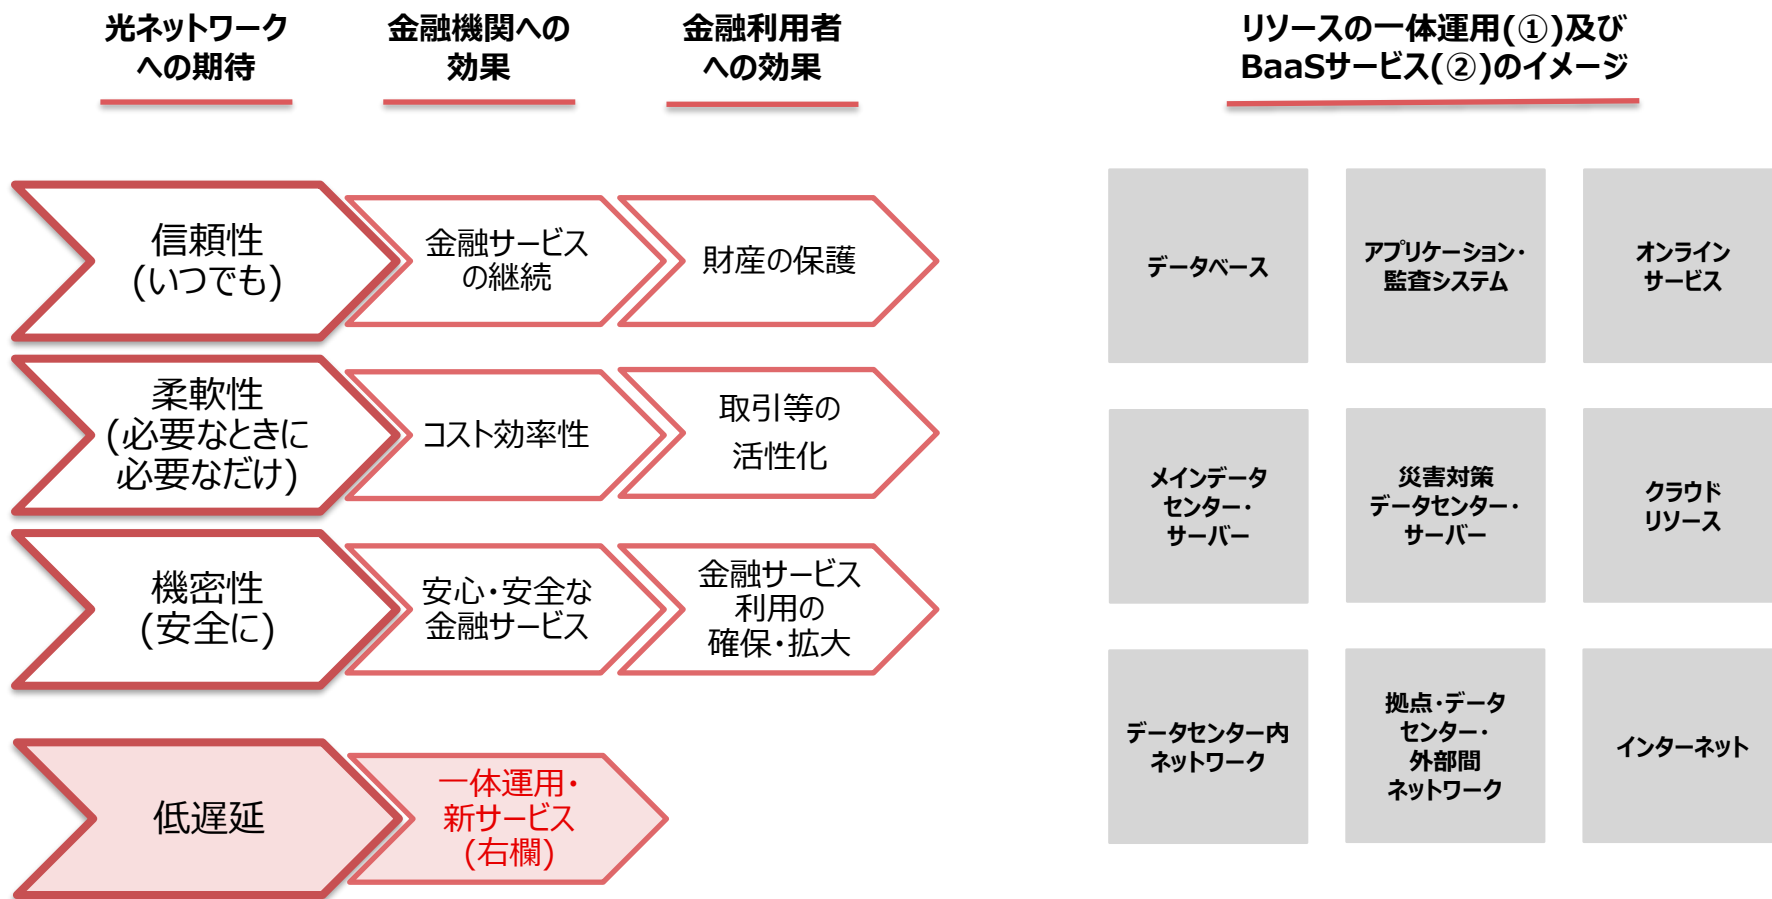 光ネットワーク
への期待
金融機関への
効果
金融利用者
への効果
信頼性
(いつでも)
金融サービス
の継続
財産の保護
柔軟性
(必要なときに
必要なだけ)
コスト効率性
取引等の
活性化
機密性
(安全に)
安心・安全な
金融サービス
金融サービス
利用の
確保・拡大
低遅延
一体運用・
新サービス
(右欄)
リソースの一体運用(①)及び
BaaSサービス(②)のイメージ
データベース
アプリケーション・
監査システム
オンライン
サービス
メインデータ
センター・
サーバー
災害対策
データセンター・
サーバー
クラウド
リソース
データセンター内
ネットワーク
拠点・データ
センター・
外部間
ネットワーク
インターネット